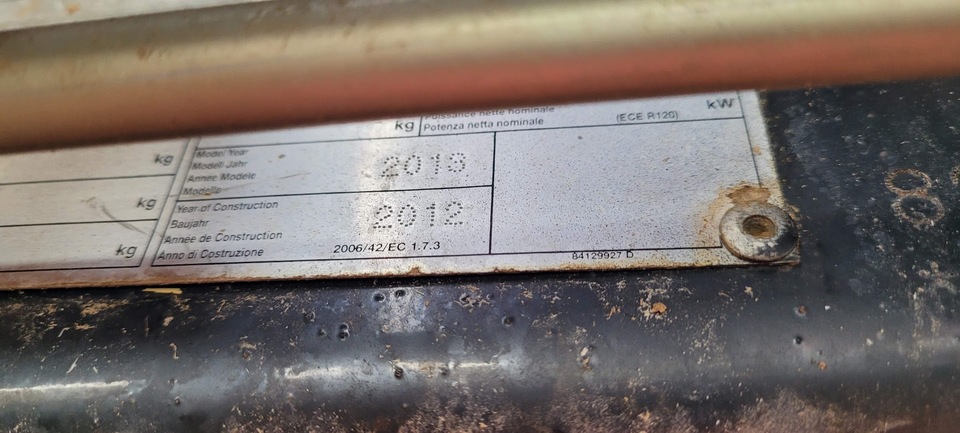 Puissance nette nominale
kg Potenza netta nominale (ECE R120) kW
kg
Model Year
Modell Jahr
Année Modele
Modello
2013
kg
Year of Construction
Baujahr
Année de Construction
Anno di Costruzione
2012
2006/42/EC 1.7.3
kg
84129927 D